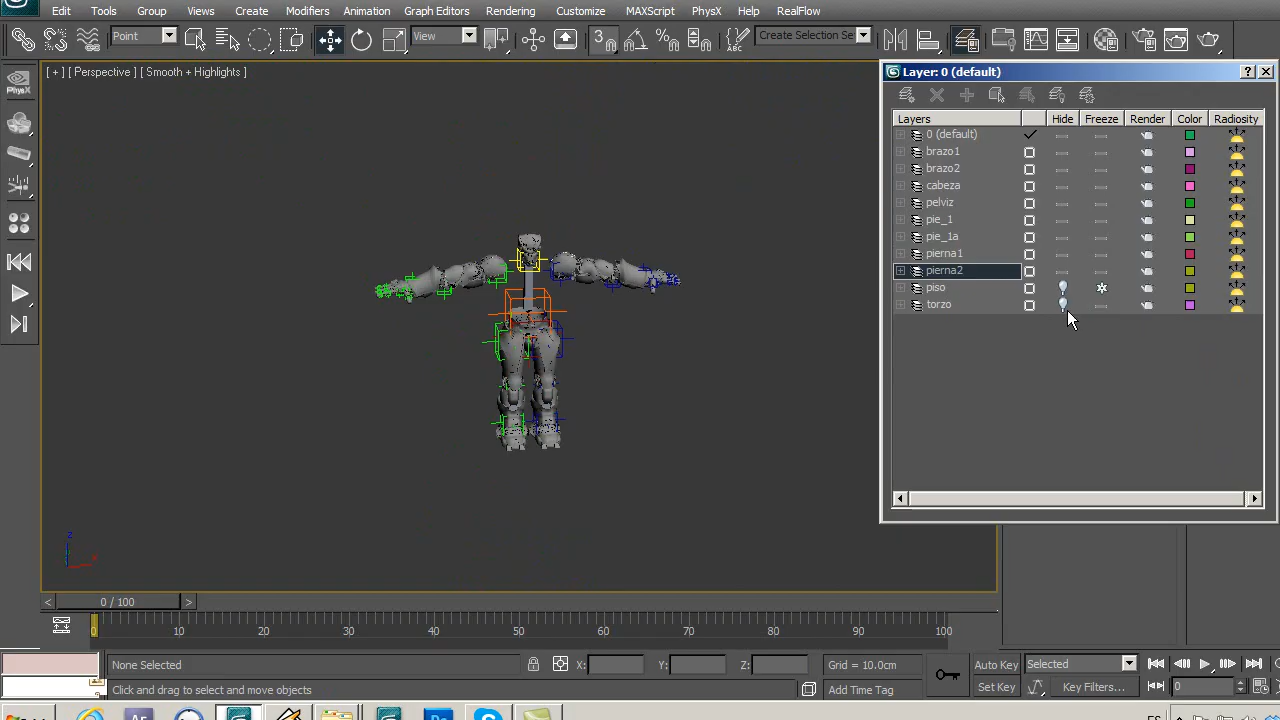 Edit Tools Group Views Create Modifiers Animation Graph Editors Rendering Customize MAXScript PhysX Help RealFlow
Point View 3 Create Selection Se
[ + ] [ Perspective ] [ Smooth + Highlights ]
PhysX
Layer: 0 (default)
Layers Hide Freeze Render Color Radiosity
0 (default)
brazo1
brazo2
cabeza
pelviz
pie_1
pie_1a
pierna1
pierna2
piso
torzo
z
x
0 / 100
0 10 20 30 40 50 60 70 80 90 100
None Selected X: Y: Z: Grid = 10.0cm Auto Key Selected
Click and drag to select and move objects Add Time Tag Set Key Key Filters... 0
ES